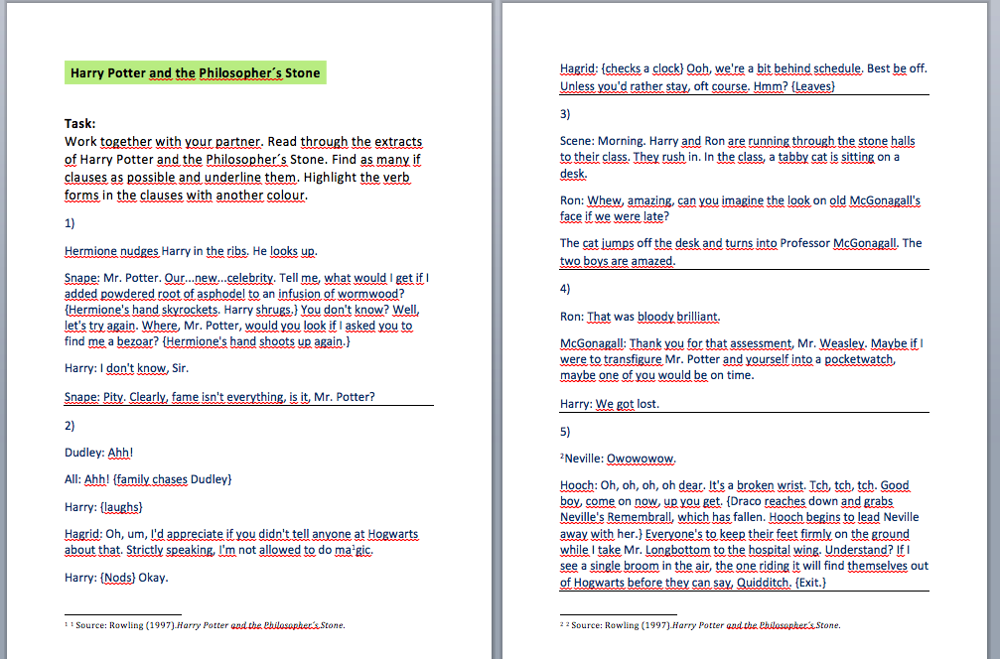 Harry Potter and the Philosopher´s Stone
Task:
Work together with your partner. Read through the extracts
of Harry Potter and the Philosopher´s Stone. Find as many if
clauses as possible and underline them. Highlight the verb
forms in the clauses with another colour.
1)
Hermione nudges Harry in the ribs. He looks up.
Snape: Mr. Potter. Our...new...celebrity. Tell me, what would I get if I
added powdered root of asphodel to an infusion of wormwood?
{Hermione's hand skyrockets. Harry shrugs.} You don't know? Well,
let's try again. Where, Mr. Potter, would you look if I asked you to
find me a bezoar? {Hermione's hand shoots up again.}
Harry: I don't know, Sir.
Snape: Pity. Clearly, fame isn't everything, is it, Mr. Potter?
2)
Dudley: Ahh!
All: Ahh! {family chases Dudley}
Harry: {laughs}
Hagrid: Oh, um, I'd appreciate if you didn't tell anyone at Hogwarts
about that. Strictly speaking, I'm not allowed to do ma¹gic.
Harry: {Nods} Okay.
¹ ¹ Source: Rowling (1997).Harry Potter and the Philosopher´s Stone.
Hagrid: {checks a clock} Ooh, we're a bit behind schedule. Best be off.
Unless you'd rather stay, oft course. Hmm? {Leaves}
3)
Scene: Morning. Harry and Ron are running through the stone halls
to their class. They rush in. In the class, a tabby cat is sitting on a
desk.
Ron: Whew, amazing, can you imagine the look on old McGonagall's
face if we were late?
The cat jumps off the desk and turns into Professor McGonagall. The
two boys are amazed.
4)
Ron: That was bloody brilliant.
McGonagall: Thank you for that assessment, Mr. Weasley. Maybe if I
were to transfigure Mr. Potter and yourself into a pocketwatch,
maybe one of you would be on time.
Harry: We got lost.
5)
²Neville: Owowowow.
Hooch: Oh, oh, oh, oh dear. It's a broken wrist. Tch, tch, tch. Good
boy, come on now, up you get. {Draco reaches down and grabs
Neville's Remembrall, which has fallen. Hooch begins to lead Neville
away with her.} Everyone's to keep their feet firmly on the ground
while I take Mr. Longbottom to the hospital wing. Understand? If I
see a single broom in the air, the one riding it will find themselves out
of Hogwarts before they can say, Quidditch. {Exit.}
² ² Source: Rowling (1997).Harry Potter and the Philosopher´s Stone.